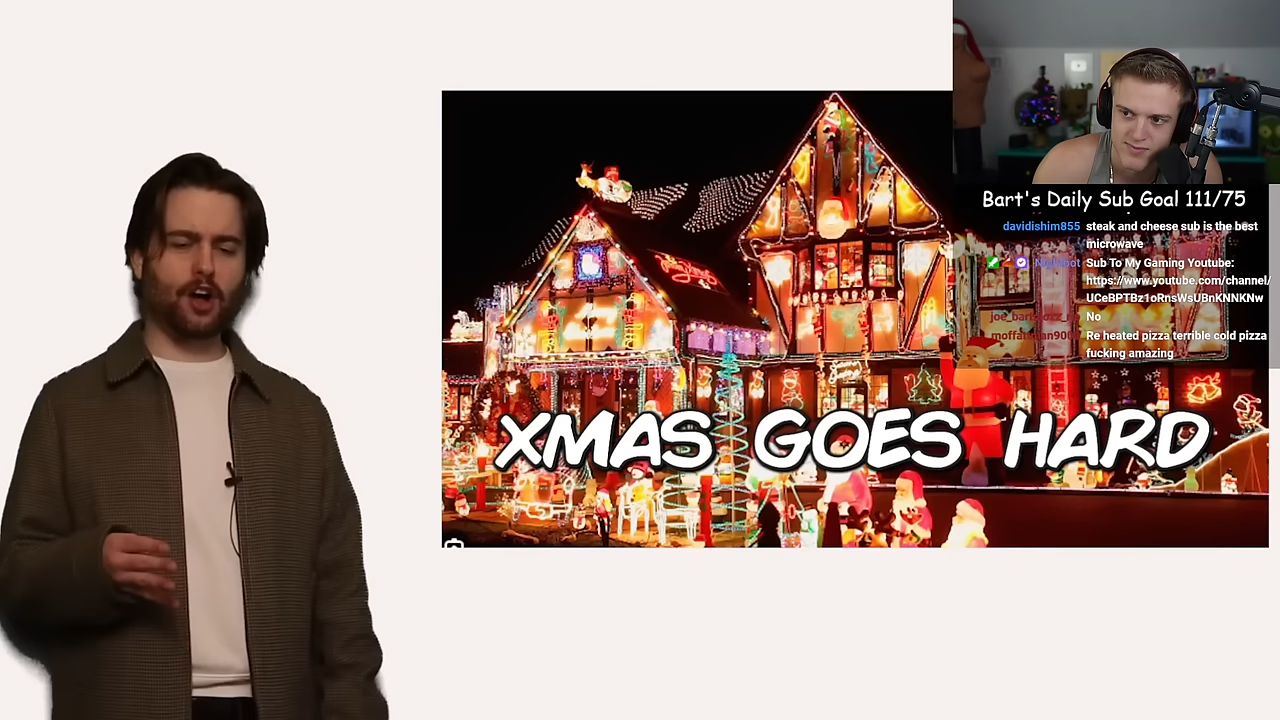 Bart's Daily Sub Goal 111/75
davidishim855 steak and cheese sub is the best
microwave
Nightbot Sub To My Gaming Youtube:
https://www.youtube.com/channel/
UCeBPTBz1oRnsWsUBnKNNKNw
No
Re heated pizza terrible cold pizza
fucking amazing
XMAS GOES HARD